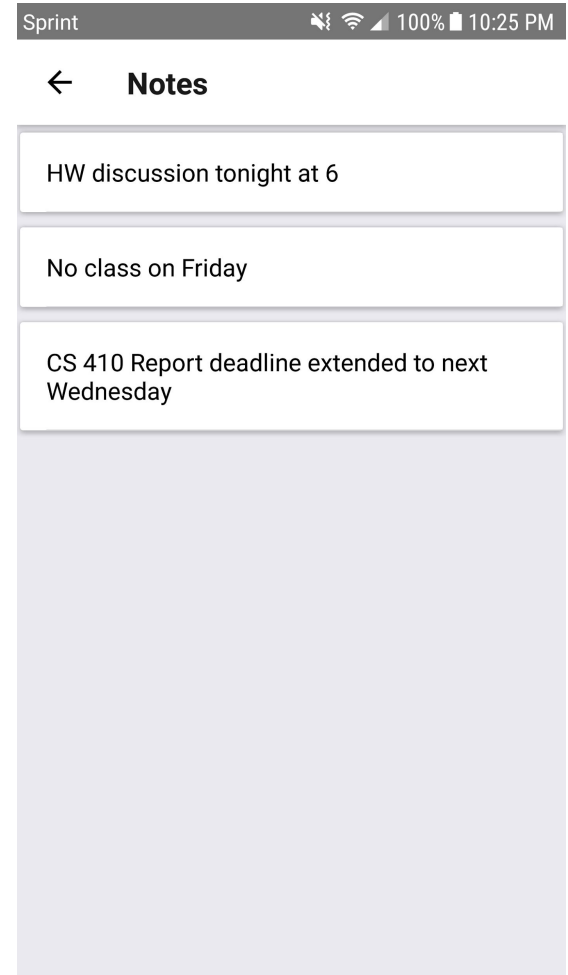 Sprint 100% 10:25 PM
Notes
HW discussion tonight at 6
No class on Friday
CS 410 Report deadline extended to next
Wednesday